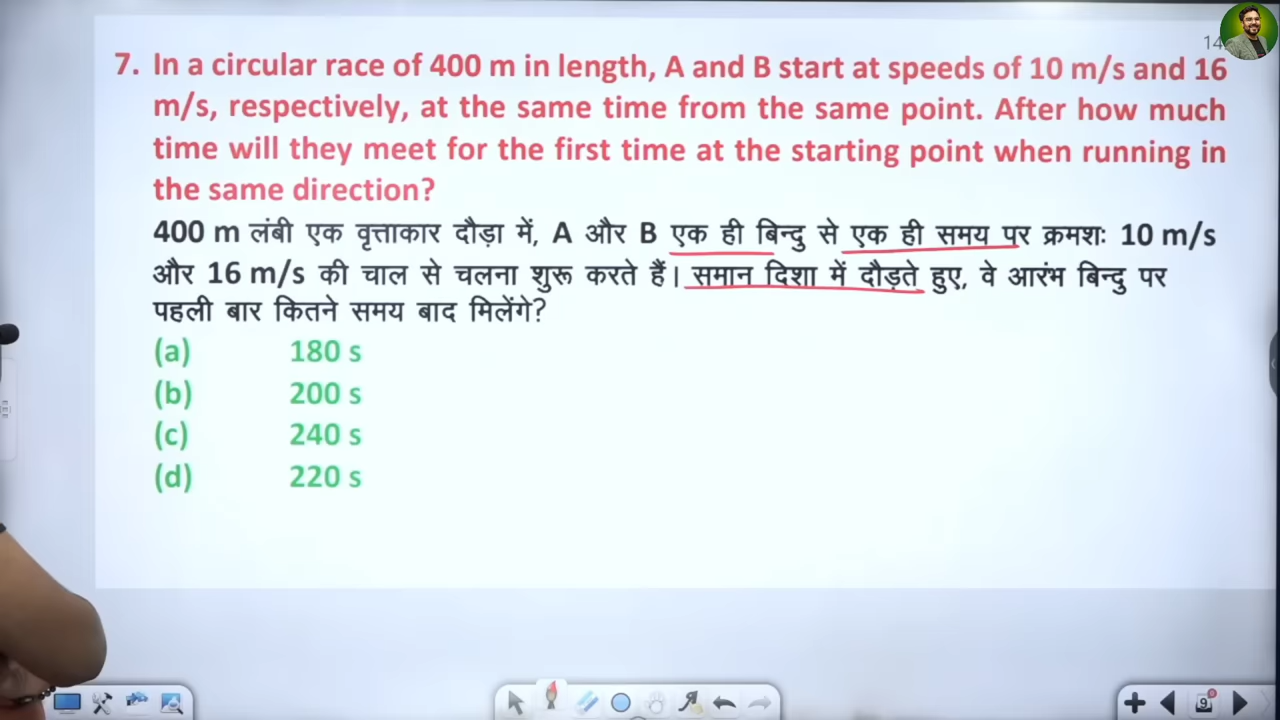 14
7. In a circular race of 400 m in length, A and B start at speeds of 10 m/s and 16
m/s, respectively, at the same time from the same point. After how much
time will they meet for the first time at the starting point when running in
the same direction?
400 m लंबी एक वृत्ताकार दौड़ा में, A और B एक ही बिन्दु से एक ही समय पर क्रमशः 10 m/s
और 16 m/s की चाल से चलना शुरू करते हैं। समान दिशा में दौड़ते हुए, वे आरंभ बिन्दु पर
पहली बार कितने समय बाद मिलेंगे?
(a) 180 s
(b) 200 s
(c) 240 s
(d) 220 s
9